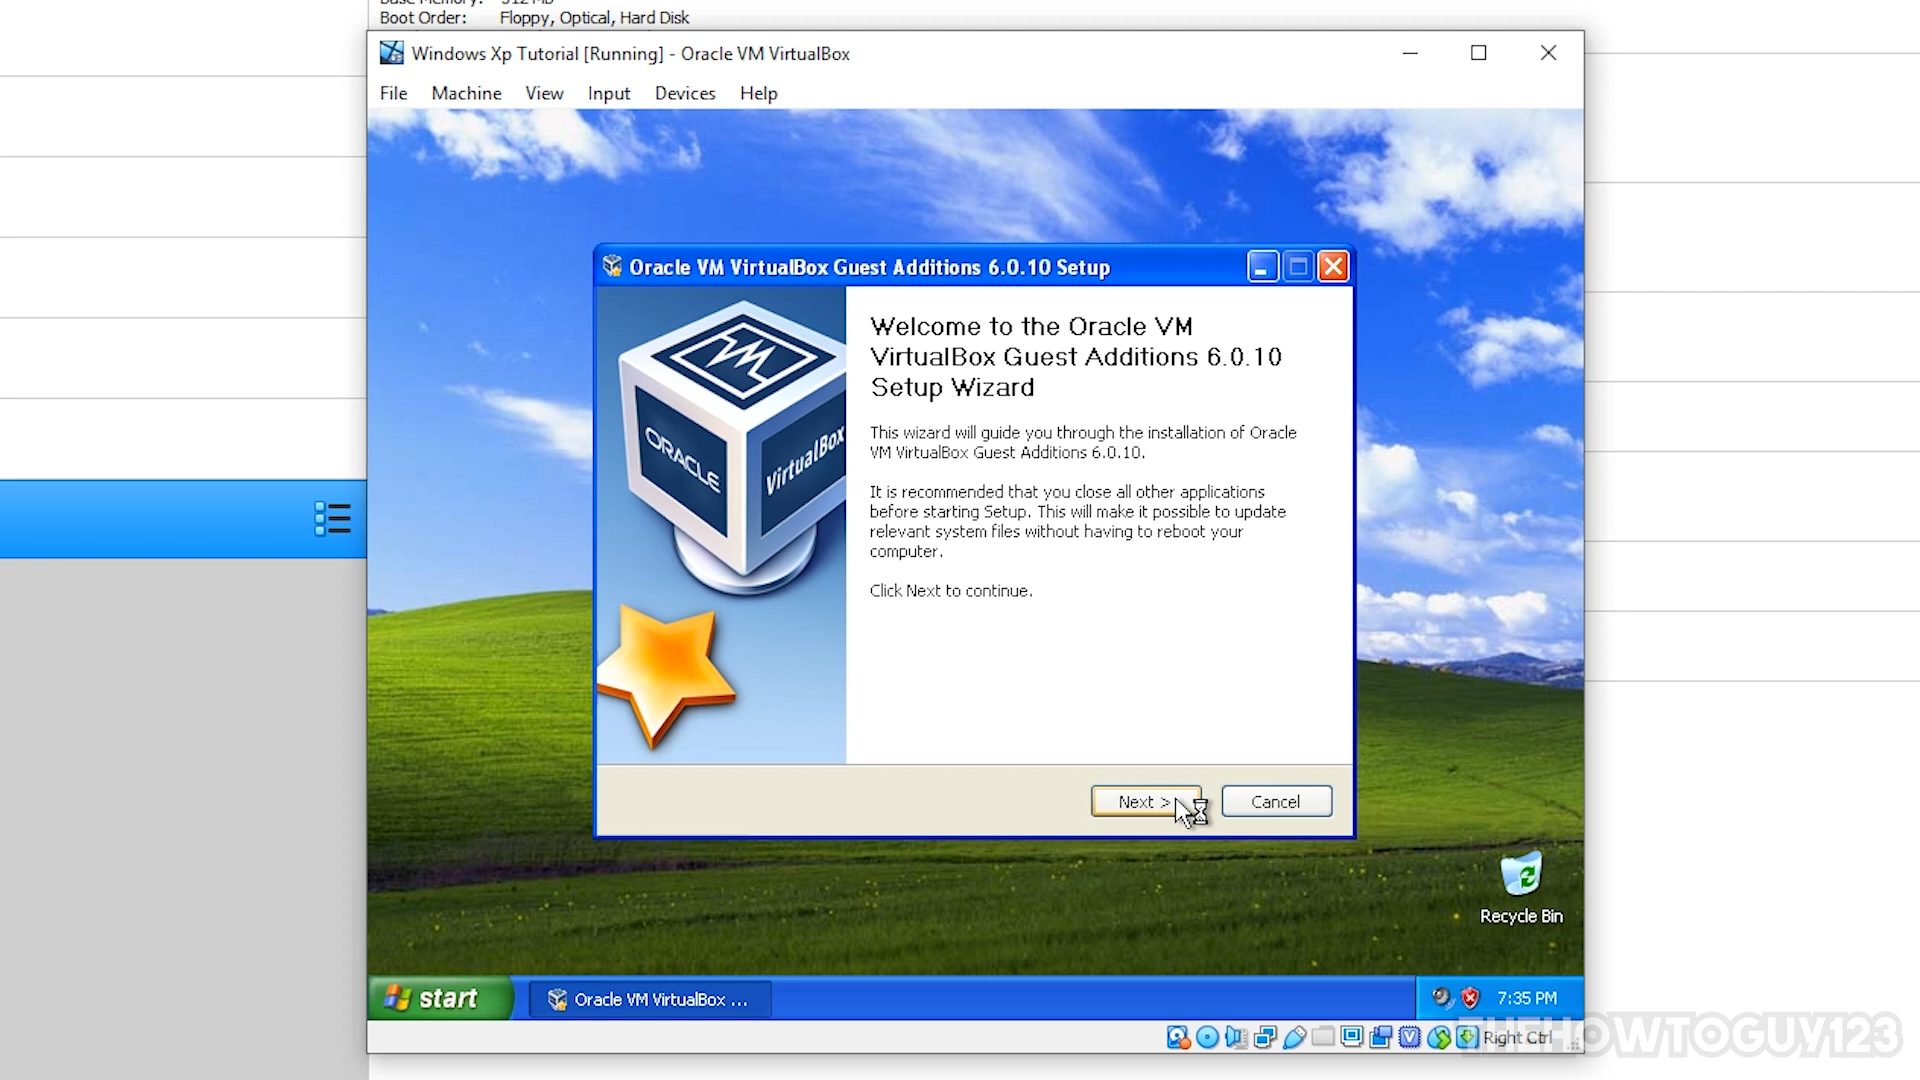 Base Memory: 512 MB
Boot Order: Floppy, Optical, Hard Disk
Windows Xp Tutorial [Running] - Oracle VM VirtualBox
File Machine View Input Devices Help
Oracle VM VirtualBox Guest Additions 6.0.10 Setup
Welcome to the Oracle VM
VirtualBox Guest Additions 6.0.10
Setup Wizard
This wizard will guide you through the installation of Oracle
VM VirtualBox Guest Additions 6.0.10.
It is recommended that you close all other applications
before starting Setup. This will make it possible to update
relevant system files without having to reboot your
computer.
Click Next to continue.
ORACLE
VirtualBox
Next >
Cancel
Recycle Bin
start
Oracle VM VirtualBox ...
7:35 PM
Right Ctrl
THEHOWTOGUY123